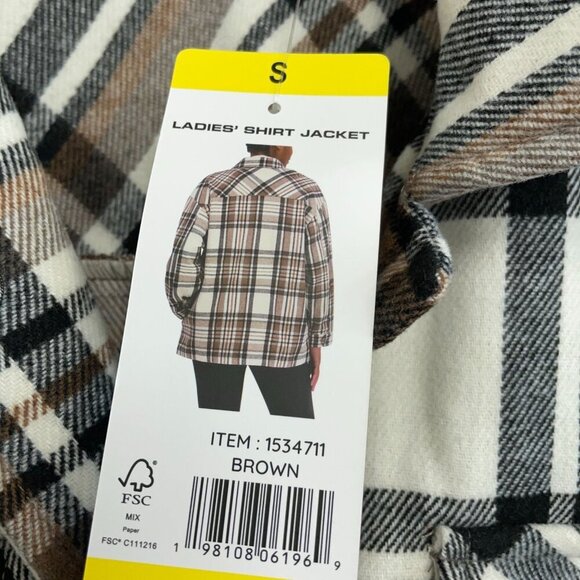 S
LADIES' SHIRT JACKET
ITEM : 1534711
BROWN
FSC
MIX
Paper
FSC® C111216
1 98108 06196 9